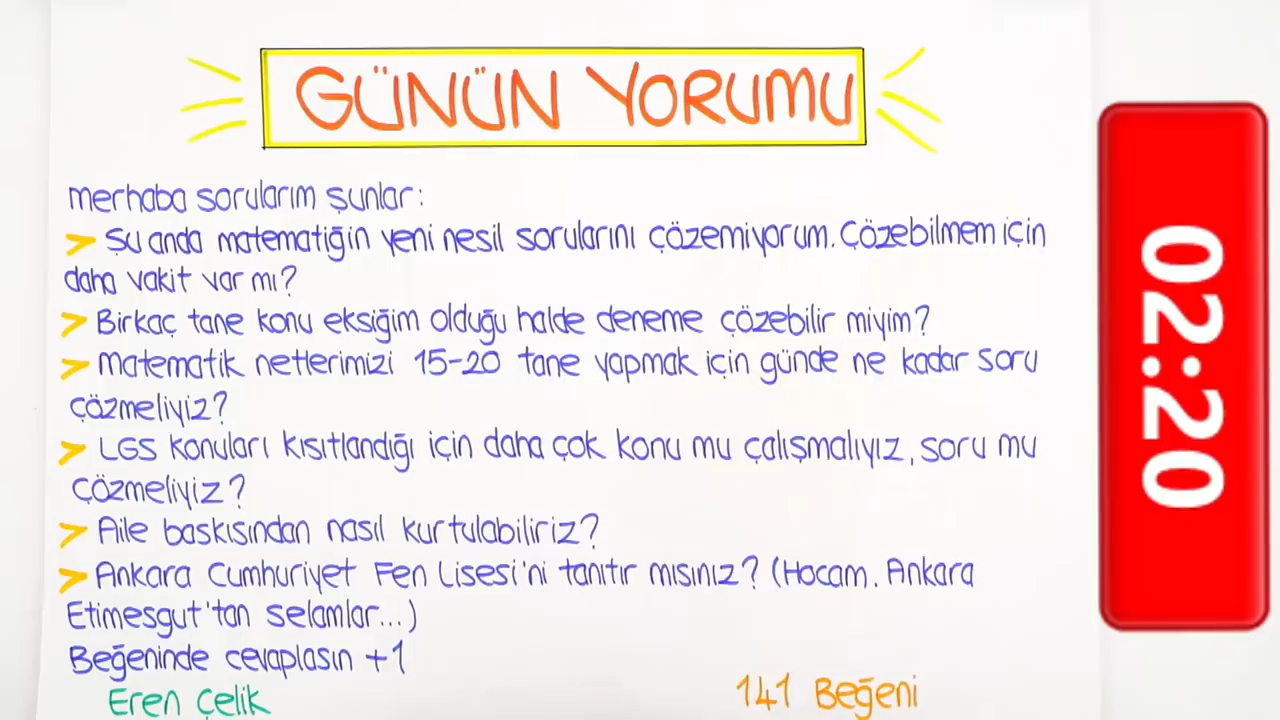 GÜNÜN YORUMU
merhaba sorularım şunlar:
➤ Şu anda matematiğin yeni nesil sorularını çözemiyorum. Çözebilmem için
daha vakit var mı?
➤ Birkaç tane konu eksiğim olduğu halde deneme çözebilir miyim?
➤ Matematik netlerimizi 15-20 tane yapmak için günde ne kadar soru
çözmeliyiz?
➤ LGS konuları kısıtlandığı için daha çok konu mu çalışmalıyız, soru mu
çözmeliyiz?
➤ Aile baskısından nasıl kurtulabiliriz?
➤ Ankara Cumhuriyet Fen Lisesi'ni tanıtır mısınız? (Hocam. Ankara
Etimesgut'tan selamlar...)
Beğeninde cevaplasın +1
Eren Çelik
141 Beğeni
02:20